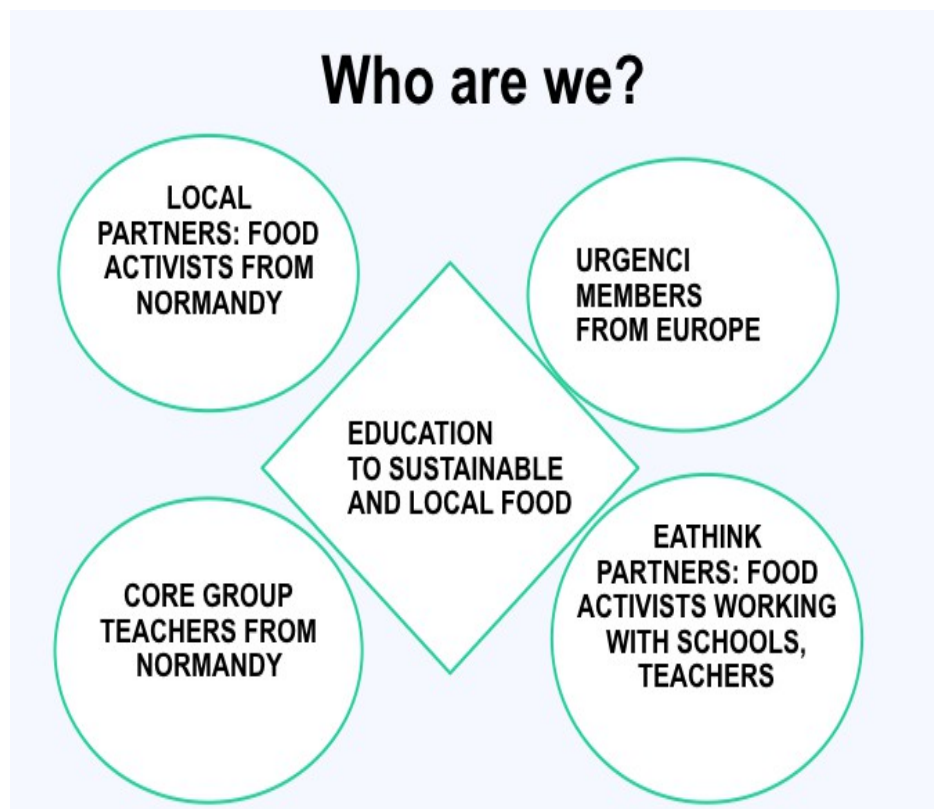 Who are we?
LOCAL
PARTNERS: FOOD
ACTIVISTS FROM
NORMANDY
URGENCI
MEMBERS
FROM EUROPE
EDUCATION
TO SUSTAINABLE
AND LOCAL FOOD
CORE GROUP
TEACHERS FROM
NORMANDY
EATHINK
PARTNERS: FOOD
ACTIVISTS WORKING
WITH SCHOOLS,
TEACHERS